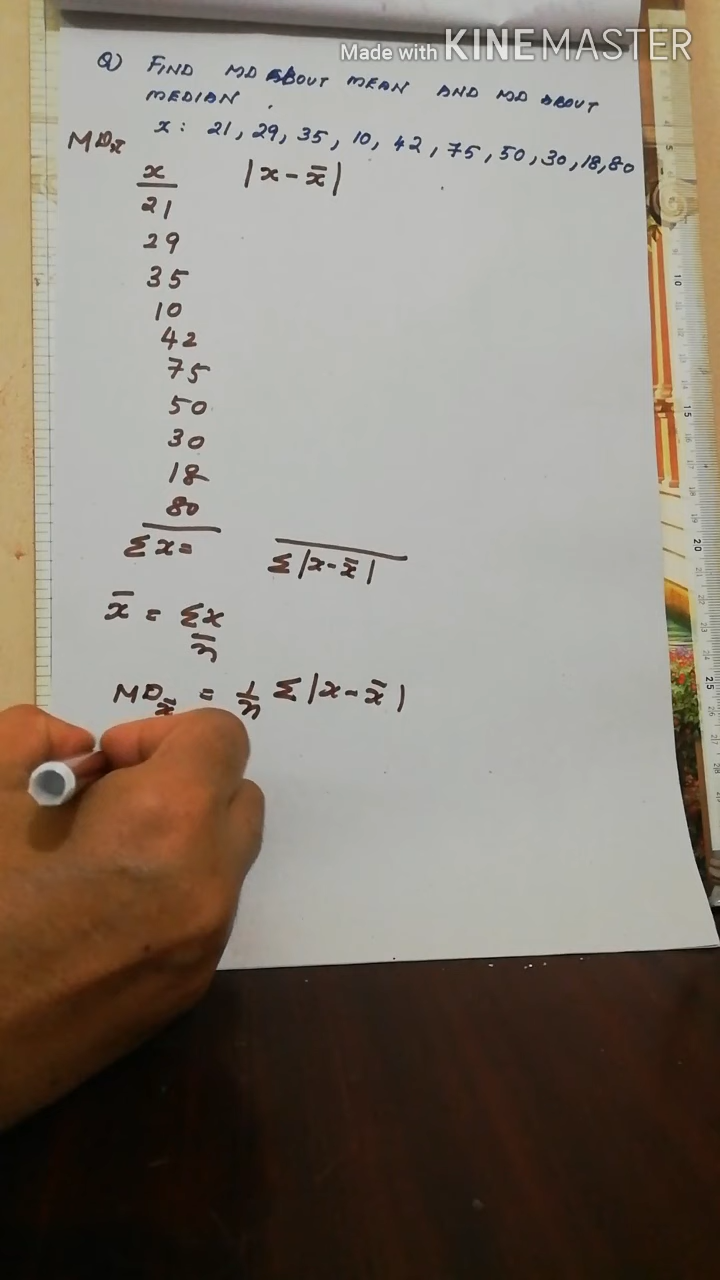 Made with KINEMASTER
Q) FIND MD ABOUT MEAN AND MD ABOUT
MEDIAN.
x: 21, 29, 35, 10, 42, 75, 50, 30, 18, 80
MDx̄
x |x-x̄|
21
29
35
10
42
75
50
30
18
80
Σx= Σ|x-x̄|
x̄ = Σx/n
MDx̄ = 1/n Σ|x-x̄|